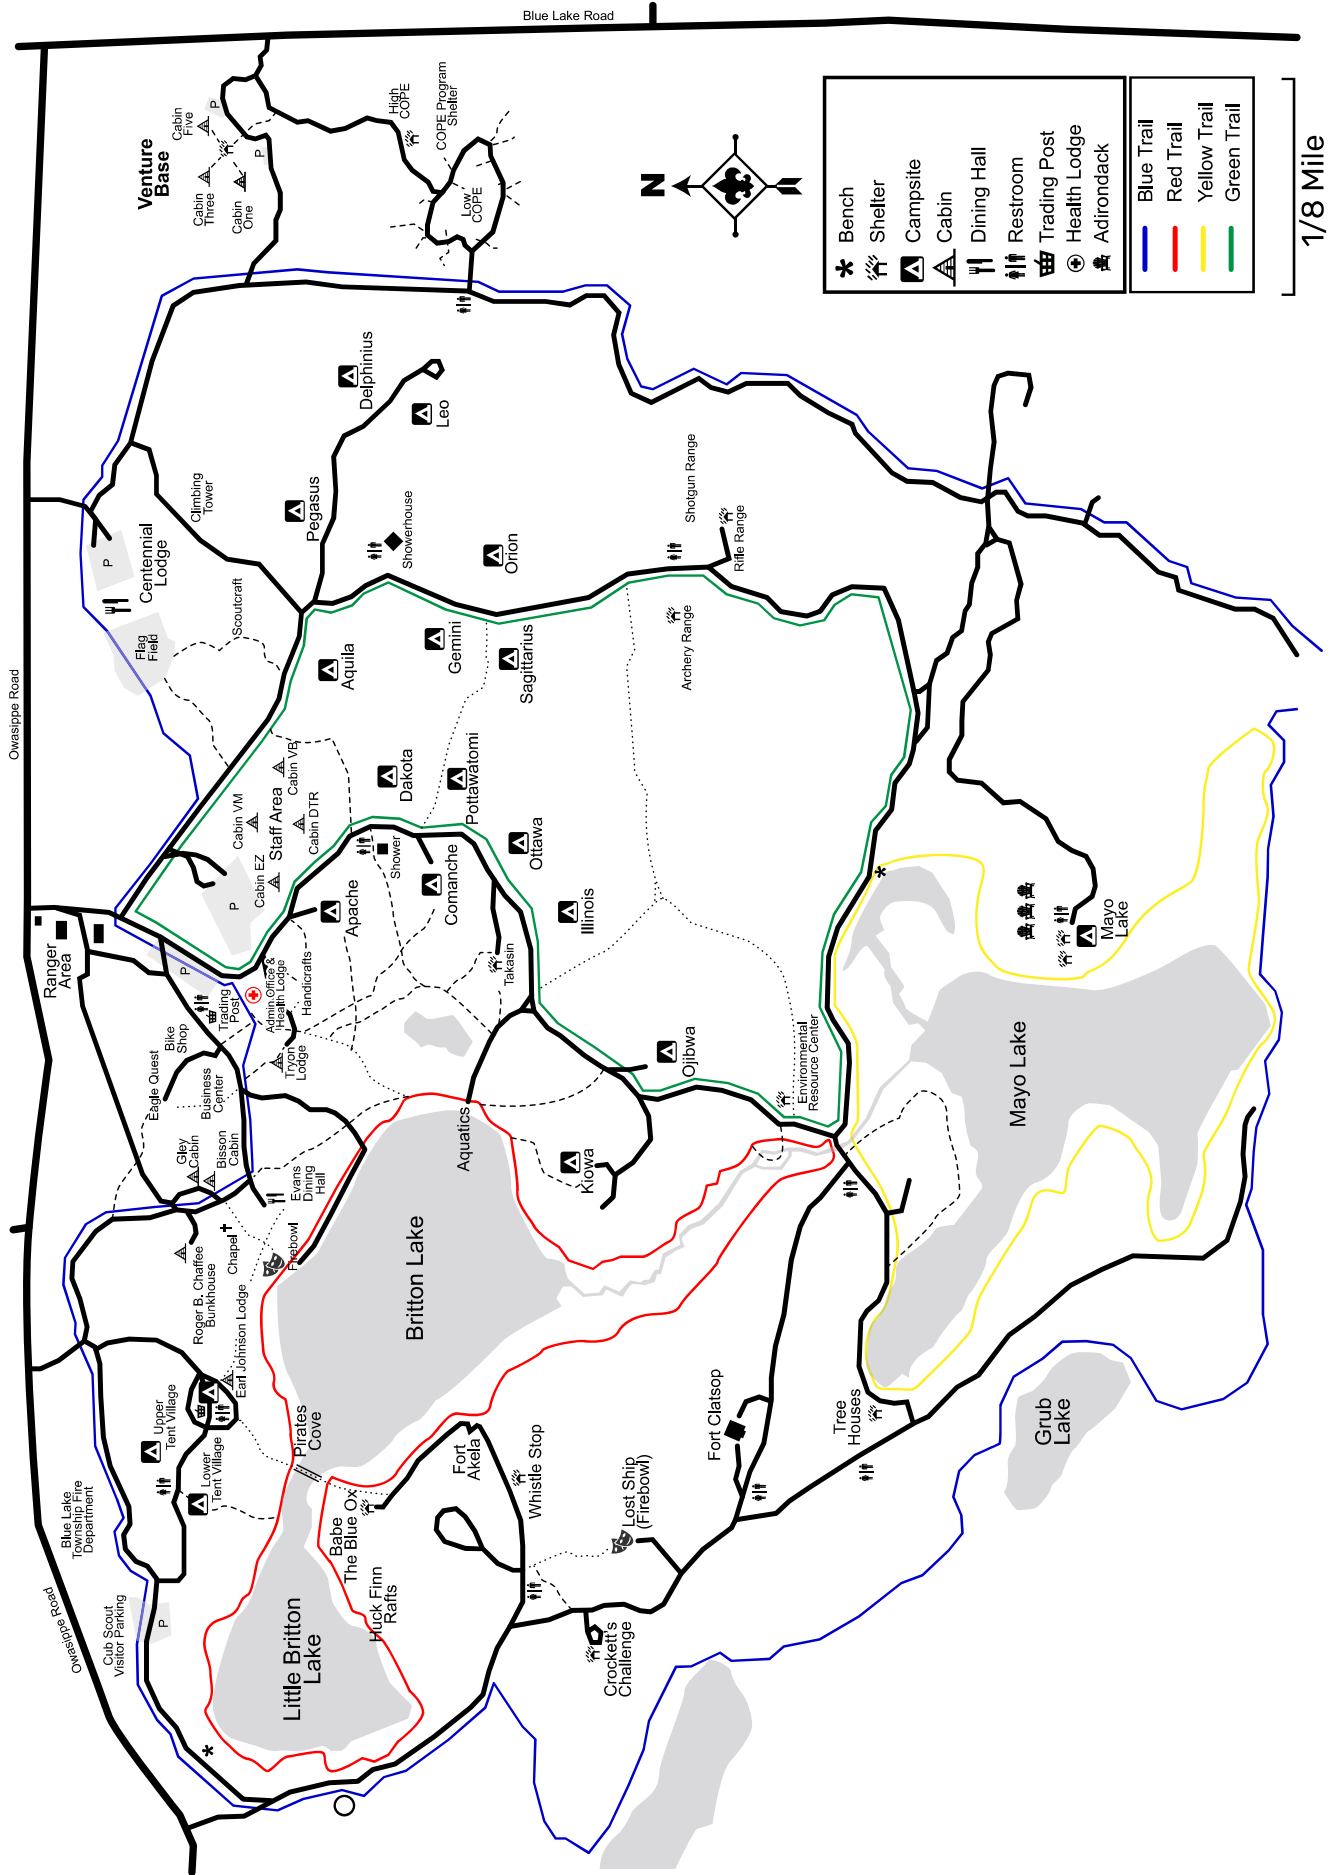 Blue Lake Road
Owasippe Road
Owasippe Road
Venture
Base
Cabin
Five
Cabin
Three
Cabin
One
P
P
High
COPE
COPE Program
Shelter
Low
COPE
N
Bench
Shelter
Campsite
Cabin
Dining Hall
Restroom
Trading Post
Health Lodge
Adirondack
Blue Trail
Red Trail
Yellow Trail
Green Trail
1/8 Mile
Delphinius
Leo
Pegasus
Climbing
Tower
Showerhouse
Orion
Shotgun Range
Rifle Range
Archery Range
P
Centennial
Lodge
Flag
Field
Scoutcraft
Aquila
Gemini
Sagittarius
Dakota
Pottawatomi
Ottawa
Illinois
Cabin VB
Cabin VM
Staff Area
Cabin DTR
Cabin EZ
P
Shower
Apache
Comanche
Takasin
Ranger
Area
P
Trading
Post
Admin Office &
Health Lodge
Handicrafts
Tryon
Lodge
Bike
Shop
Eagle Quest
Business
Center
Gley
Cabin
Bisson
Cabin
Evans
Dining
Hall
Chapel
Firebowl
Roger B. Chaffee
Bunkhouse
Earl Johnson Lodge
Aquatics
Kiowa
Ojibwa
Environmental
Resource Center
Mayo
Lake
Mayo Lake
Britton Lake
Upper
Tent Village
Lower
Tent Village
Blue Lake
Township Fire
Department
Cub Scout
Visitor Parking
P
Pirates
Cove
Babe
The Blue Ox
Huck Finn
Rafts
Little Britton
Lake
Fort
Akela
Whistle Stop
Lost Ship
(Firebowl)
Crockett's
Challenge
Fort Clatsop
Tree
Houses
Grub
Lake